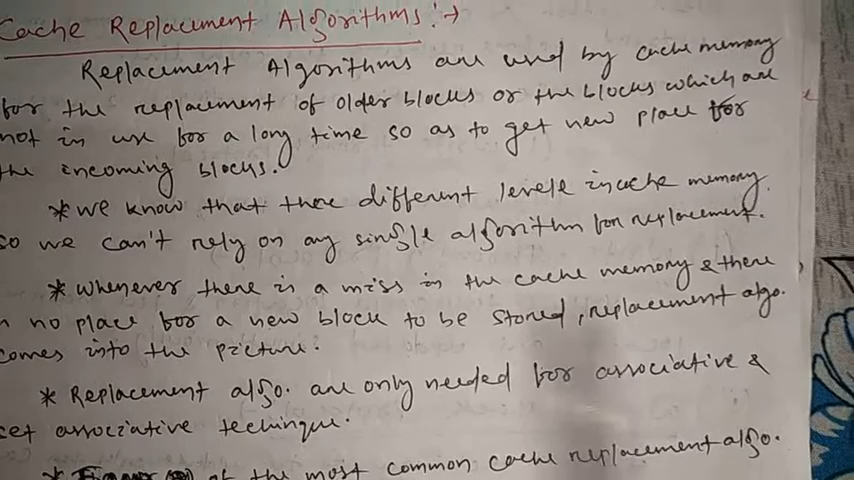 Cache Replacement Algorithms:→
Replacement Algorithms are used by cache memory
for the replacement of older blocks or the blocks which are
not in use for a long time so as to get new place for
the incoming blocks.
* we know that there different levels in cache memory
so we can't rely on any single algorithm for replacement.
* Whenever there is a miss in the cache memory & there
no place for a new block to be stored, replacement algo.
comes into the picture.
* Replacement algo. are only needed for associative &
set associative techinque.
* of the most common cache replacement algo.